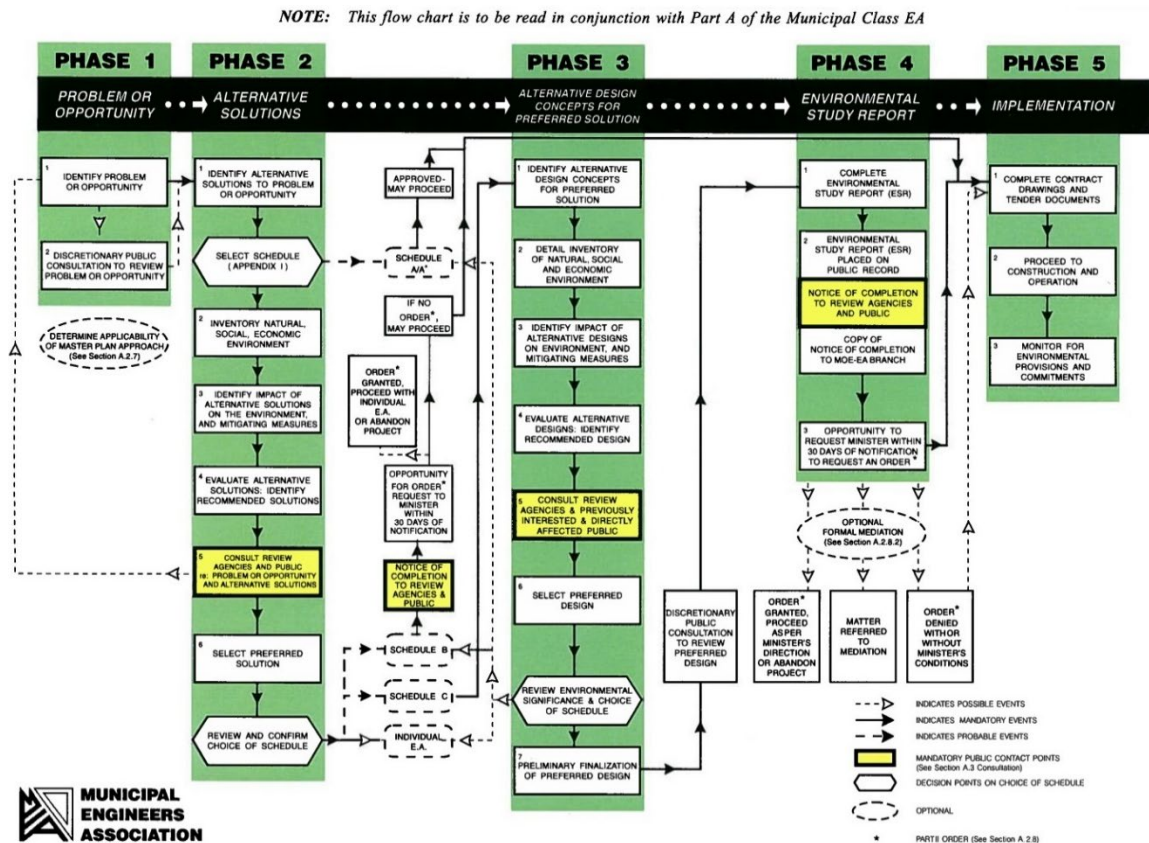 NOTE: This flow chart is to be read in conjunction with Part A of the Municipal Class EA
PHASE 1
PROBLEM OR
OPPORTUNITY
1 IDENTIFY PROBLEM
OR OPPORTUNITY
2 DISCRETIONARY PUBLIC
CONSULTATION TO REVIEW
PROBLEM OR OPPORTUNITY
DETERMINE APPLICABILITY
OF MASTER PLAN APPROACH
(See Section A.2.7)
PHASE 2
ALTERNATIVE
SOLUTIONS
1 IDENTIFY ALTERNATIVE
SOLUTIONS TO PROBLEM
OR OPPORTUNITY
SELECT SCHEDULE
(APPENDIX I)
2 INVENTORY NATURAL,
SOCIAL, ECONOMIC
ENVIRONMENT
3 IDENTIFY IMPACT OF
ALTERNATIVE SOLUTIONS
ON THE ENVIRONMENT,
AND MITIGATING MEASURES
4 EVALUATE ALTERNATIVE
SOLUTIONS: IDENTIFY
RECOMMENDED SOLUTIONS
5 CONSULT REVIEW
AGENCIES AND PUBLIC
re: PROBLEM OR OPPORTUNITY
AND ALTERNATIVE SOLUTIONS
6 SELECT PREFERRED
SOLUTION
REVIEW AND CONFIRM
CHOICE OF SCHEDULE
APPROVED-
MAY PROCEED
SCHEDULE
A/A+
IF NO
ORDER*,
MAY PROCEED
ORDER*
GRANTED,
PROCEED WITH
INDIVIDUAL
E.A.
OR ABANDON
PROJECT
OPPORTUNITY
FOR ORDER*
REQUEST TO
MINISTER
WITHIN
30 DAYS OF
NOTIFICATION
NOTICE OF
COMPLETION
TO REVIEW
AGENCIES &
PUBLIC
SCHEDULE B
SCHEDULE C
INDIVIDUAL
E.A.
PHASE 3
ALTERNATIVE DESIGN
CONCEPTS FOR
PREFERRED SOLUTION
1 IDENTIFY ALTERNATIVE
DESIGN CONCEPTS
FOR PREFERRED
SOLUTION
2 DETAIL INVENTORY
OF NATURAL, SOCIAL
AND ECONOMIC
ENVIRONMENT
3 IDENTIFY IMPACT OF
ALTERNATIVE DESIGNS
ON ENVIRONMENT, AND
MITIGATING MEASURES
4 EVALUATE ALTERNATIVE
DESIGNS: IDENTIFY
RECOMMENDED DESIGN
5 CONSULT REVIEW
AGENCIES & PREVIOUSLY
INTERESTED & DIRECTLY
AFFECTED PUBLIC
6 SELECT PREFERRED
DESIGN
REVIEW ENVIRONMENTAL
SIGNIFICANCE & CHOICE
OF SCHEDULE
7 PRELIMINARY FINALIZATION
OF PREFERRED DESIGN
DISCRETIONARY
PUBLIC
CONSULTATION
TO REVIEW
PREFERRED
DESIGN
PHASE 4
ENVIRONMENTAL
STUDY REPORT
1 COMPLETE
ENVIRONMENTAL
STUDY REPORT (ESR)
2 ENVIRONMENTAL
STUDY REPORT (ESR)
PLACED ON
PUBLIC RECORD
NOTICE OF COMPLETION
TO REVIEW AGENCIES
AND PUBLIC
COPY OF
NOTICE OF COMPLETION
TO MOE-EA BRANCH
3 OPPORTUNITY TO
REQUEST MINISTER WITHIN
30 DAYS OF NOTIFICATION
TO REQUEST AN ORDER*
OPTIONAL
FORMAL MEDIATION
(See Section A.2.8.2)
ORDER*
GRANTED,
PROCEED
AS PER
MINISTER'S
DIRECTION
OR ABANDON
PROJECT
MATTER
REFERRED
TO
MEDIATION
ORDER*
DENIED
WITH OR
WITHOUT
MINISTER'S
CONDITIONS
PHASE 5
IMPLEMENTATION
1 COMPLETE CONTRACT
DRAWINGS AND
TENDER DOCUMENTS
2 PROCEED TO
CONSTRUCTION AND
OPERATION
3 MONITOR FOR
ENVIRONMENTAL
PROVISIONS AND
COMMITMENTS
INDICATES POSSIBLE EVENTS
INDICATES MANDATORY EVENTS
INDICATES PROBABLE EVENTS
MANDATORY PUBLIC CONTACT POINTS
(See Section A.3 Consultation)
DECISION POINTS ON CHOICE OF SCHEDULE
OPTIONAL
* PART II ORDER (See Section A.2.8)
MUNICIPAL
ENGINEERS
ASSOCIATION